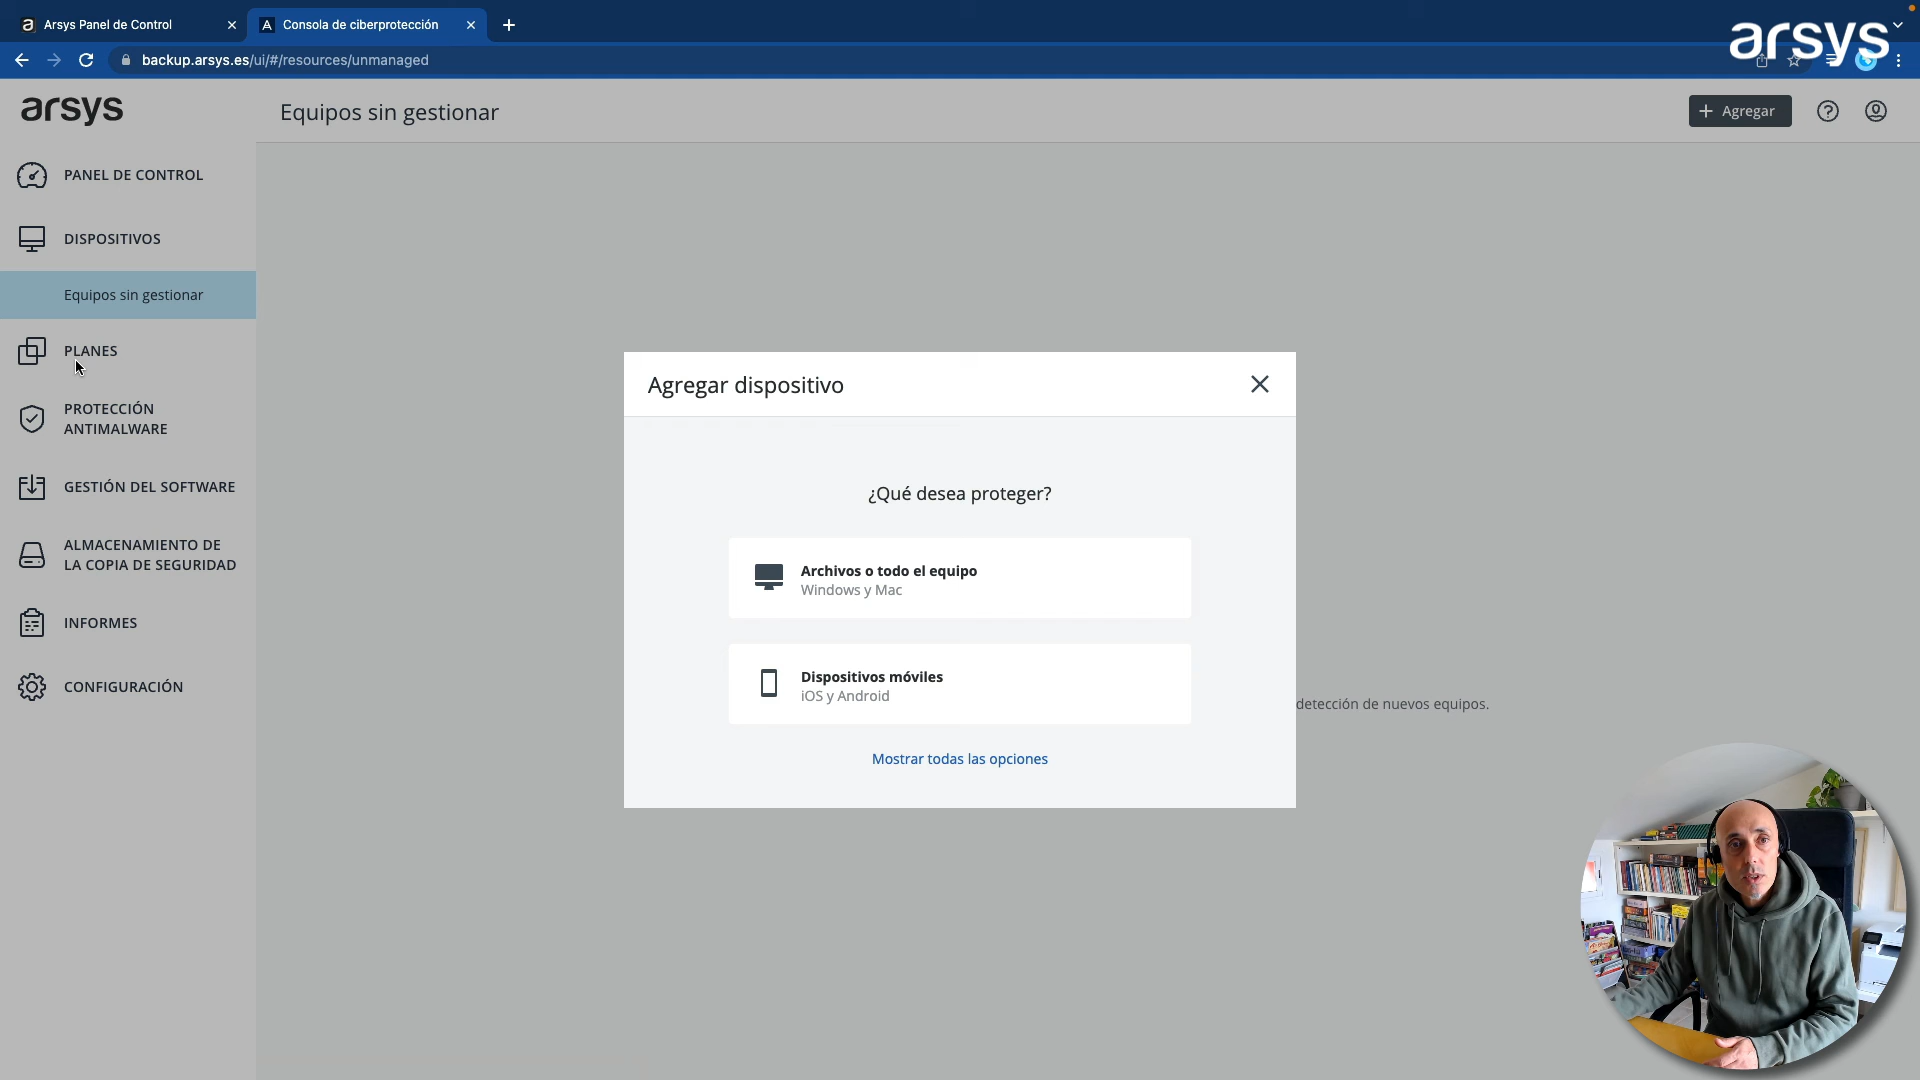 Arsys Panel de Control
Consola de ciberprotección
arsys
backup.arsys.es/ui/#/resources/unmanaged
arsys
Equipos sin gestionar
Agregar
PANEL DE CONTROL
DISPOSITIVOS
Equipos sin gestionar
PLANES
PROTECCIÓN
ANTIMALWARE
GESTIÓN DEL SOFTWARE
ALMACENAMIENTO DE
LA COPIA DE SEGURIDAD
INFORMES
CONFIGURACIÓN
Agregar dispositivo
¿Qué desea proteger?
Archivos o todo el equipo
Windows y Mac
Dispositivos móviles
iOS y Android
Mostrar todas las opciones
detección de nuevos equipos.